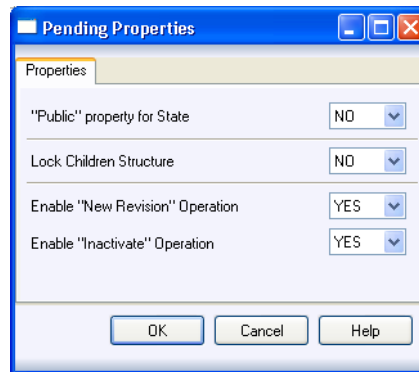 Pending Properties
Properties
"Public" property for State NO
Lock Children Structure NO
Enable "New Revision" Operation YES
Enable "Inactivate" Operation YES
OK Cancel Help